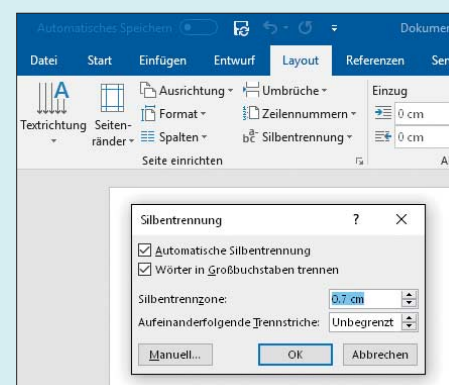 Automatisches Speichern Dokumen
Datei Start Einfügen Entwurf Layout Referenzen Sen
Ausrichtung Umbrüche Einzug
Format Zeilennummern 0 cm
Textrichtung Seiten-
ränder Spalten Silbentrennung 0 cm
Seite einrichten A
Silbentrennung ? X
Automatische Silbentrennung
Wörter in Großbuchstaben trennen
Silbentrennzone: 0,7 cm
Aufeinanderfolgende Trennstriche: Unbegrenzt
Manuell... OK Abbrechen